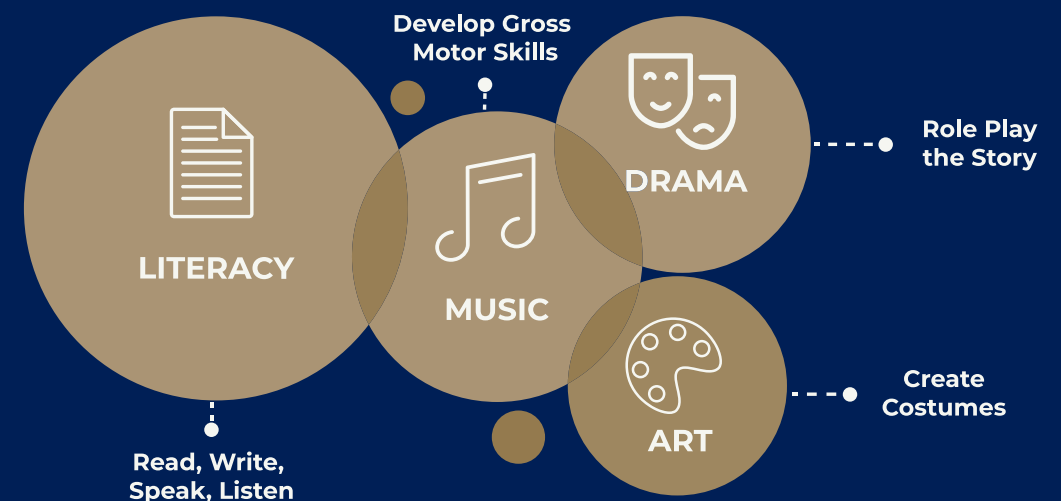 Develop Gross
Motor Skills
DRAMA
Role Play
the Story
LITERACY
MUSIC
Create
Costumes
ART
Read, Write,
Speak, Listen